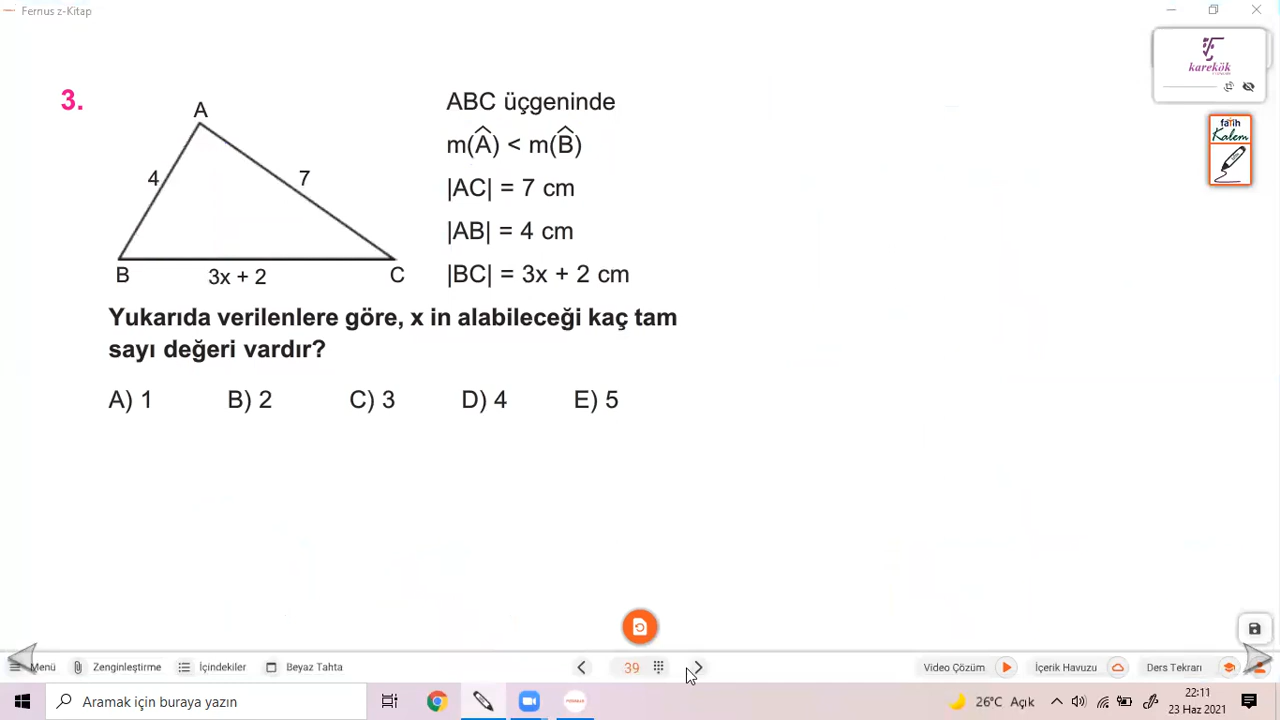 Fernus z-Kitap
karekök
3.
A
4
7
B
3x + 2
C
ABC üçgeninde
m(Â) < m(B̂)
|AC| = 7 cm
|AB| = 4 cm
|BC| = 3x + 2 cm
Yukarıda verilenlere göre, x in alabileceği kaç tam
sayı değeri vardır?
A) 1 B) 2 C) 3 D) 4 E) 5
fatih
Kalem
Menü Zenginleştirme İçindekiler Beyaz Tahta 39 Video Çözüm İçerik Havuzu Ders Tekrarı
Aramak için buraya yazın
26°C Açık
22:11
23 Haz 2021